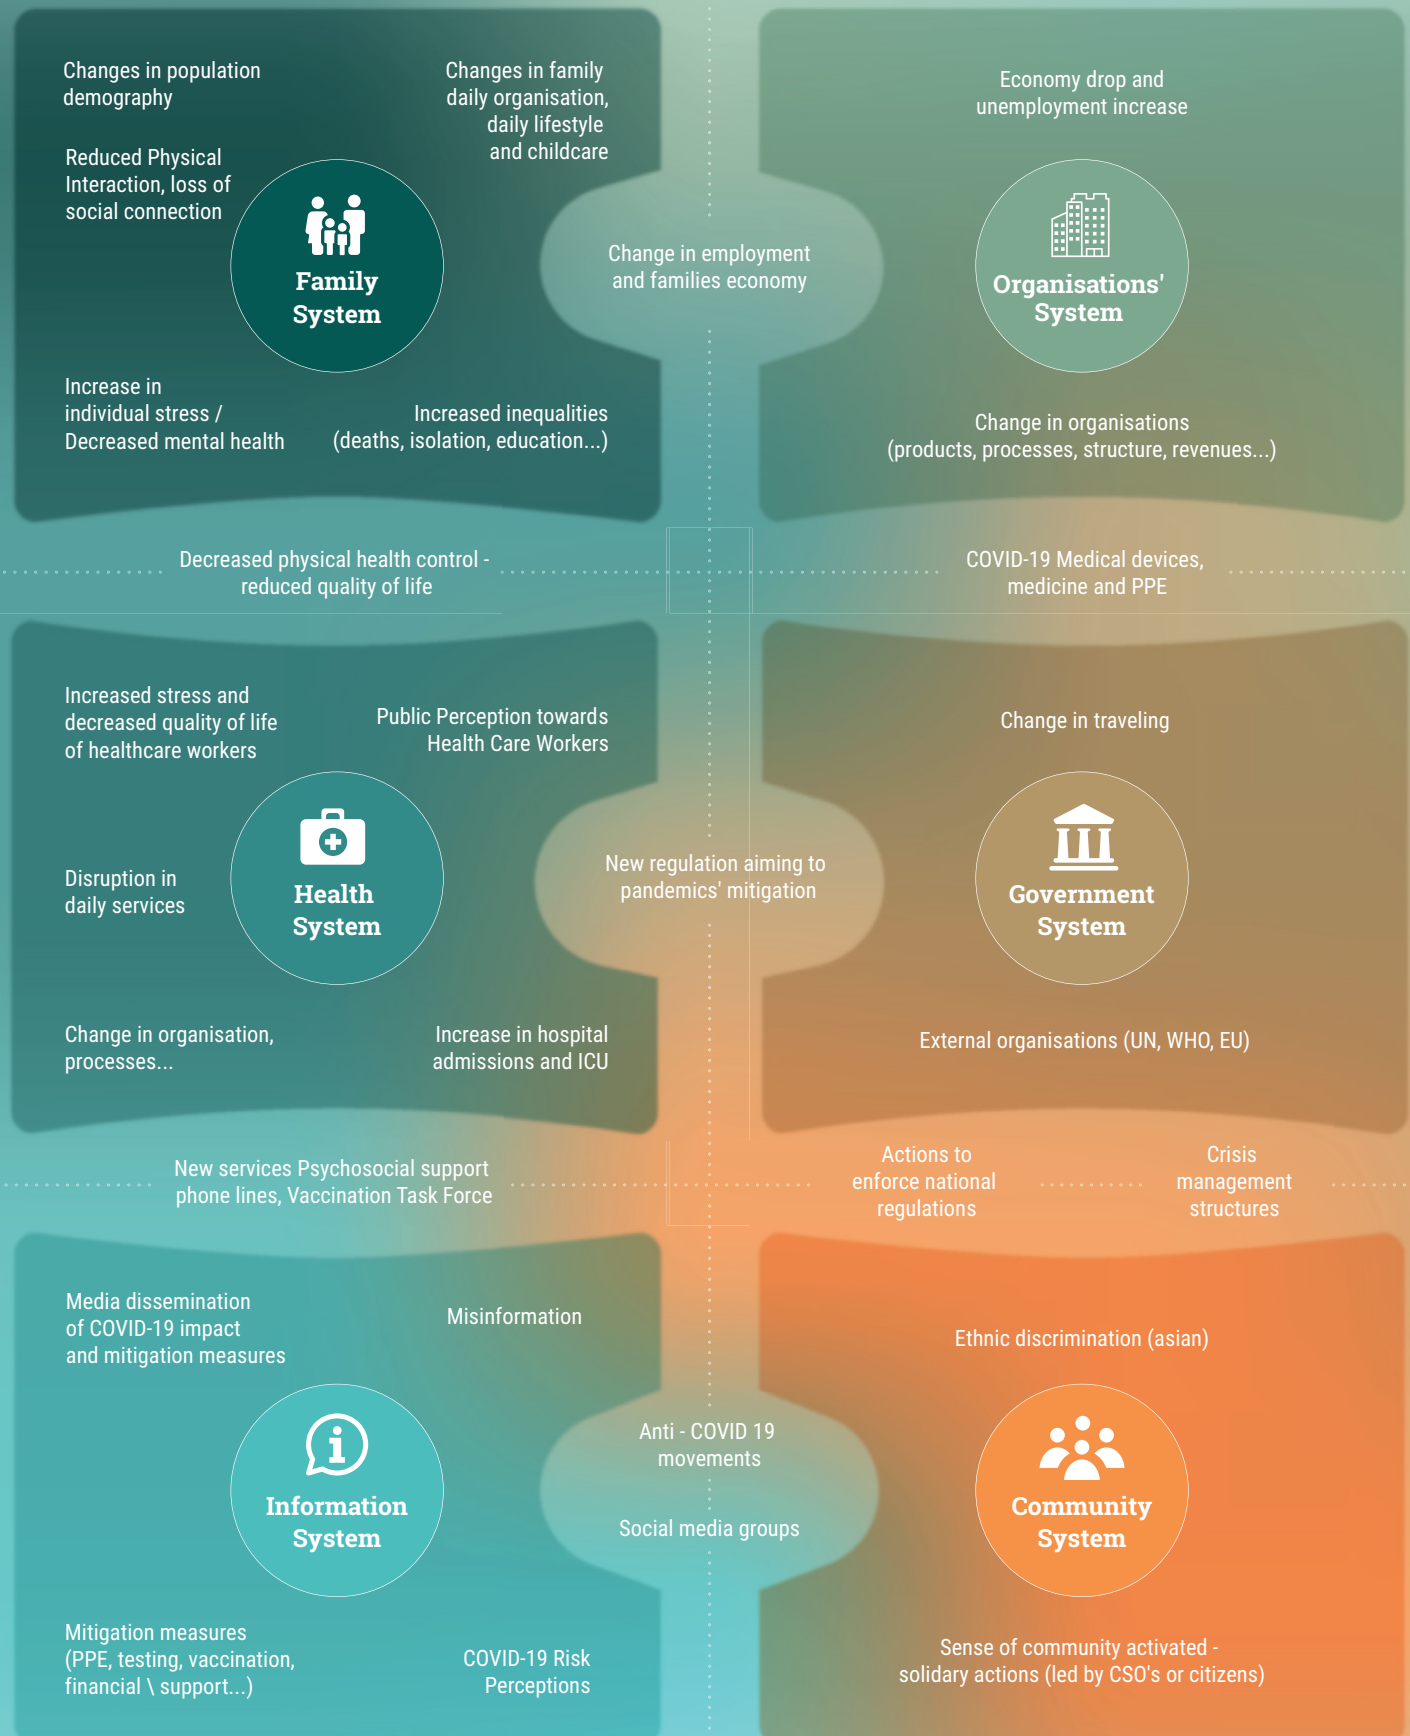 Changes in population
demography
Changes in family
daily organisation,
daily lifestyle
and childcare
Reduced Physical
Interaction, loss of
social connection
Family
System
Increase in
individual stress /
Decreased mental health
Increased inequalities
(deaths, isolation, education...)
Change in employment
and families economy
Economy drop and
unemployment increase
Organisations'
System
Change in organisations
(products, processes, structure, revenues...)
Decreased physical health control -
reduced quality of life
COVID-19 Medical devices,
medicine and PPE
Increased stress and
decreased quality of life
of healthcare workers
Public Perception towards
Health Care Workers
Health
System
Disruption in
daily services
Change in organisation,
processes...
Increase in hospital
admissions and ICU
New regulation aiming to
pandemics' mitigation
Change in traveling
Government
System
External organisations (UN, WHO, EU)
New services Psychosocial support
phone lines, Vaccination Task Force
Actions to
enforce national
regulations
Crisis
management
structures
Media dissemination
of COVID-19 impact
and mitigation measures
Misinformation
Information
System
Mitigation measures
(PPE, testing, vaccination,
financial \ support...)
COVID-19 Risk
Perceptions
Anti - COVID 19
movements
Social media groups
Ethnic discrimination (asian)
Community
System
Sense of community activated -
solidary actions (led by CSO's or citizens)